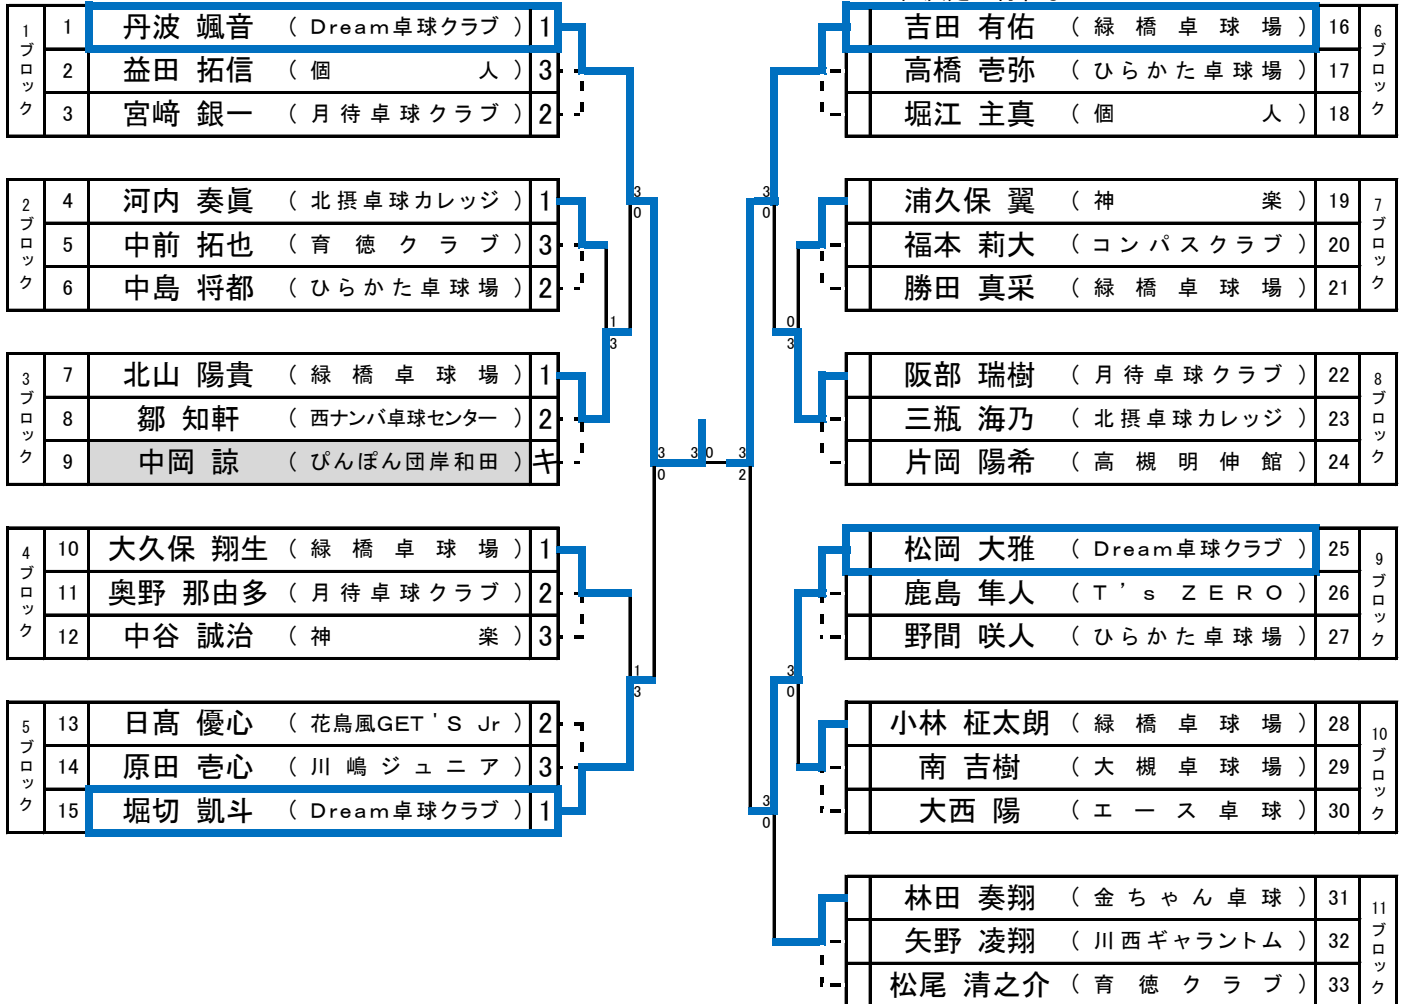 1ブロック
1 丹波 颯音 （ Dream卓球クラブ ） 1
2 益田 拓信 （ 個 人 ） 3
3 宮﨑 銀一 （ 月待卓球クラブ ） 2
2ブロック
4 河内 奏眞 （ 北摂卓球カレッジ ） 1
5 中前 拓也 （ 育徳クラブ ） 3
6 中島 将都 （ ひらかた卓球場 ） 2
3ブロック
7 北山 陽貴 （ 緑橋卓球場 ） 1
8 鄒 知軒 （ 西ナンバ卓球センター ） 2
9 中岡 諒 （ ぴんぽん団岸和田 ） キ
4ブロック
10 大久保 翔生 （ 緑橋卓球場 ） 1
11 奥野 那由多 （ 月待卓球クラブ ） 2
12 中谷 誠治 （ 神 楽 ） 3
5ブロック
13 日髙 優心 （ 花鳥風GET'S Jr ） 2
14 原田 壱心 （ 川嶋ジュニア ） 3
15 堀切 凱斗 （ Dream卓球クラブ ） 1
3
0
1
3
3
0
1
3
3 0
3
2
3
0
0
3
3
0
3
0
吉田 有佑 （ 緑橋卓球場 ） 16
高橋 壱弥 （ ひらかた卓球場 ） 17
堀江 主真 （ 個 人 ） 18
6ブロック
浦久保 翼 （ 神 楽 ） 19
福本 莉大 （ コンパスクラブ ） 20
勝田 真采 （ 緑橋卓球場 ） 21
7ブロック
阪部 瑞樹 （ 月待卓球クラブ ） 22
三瓶 海乃 （ 北摂卓球カレッジ ） 23
片岡 陽希 （ 高槻明伸館 ） 24
8ブロック
松岡 大雅 （ Dream卓球クラブ ） 25
鹿島 隼人 （ T's ZERO ） 26
野間 咲人 （ ひらかた卓球場 ） 27
9ブロック
小林 柾太朗 （ 緑橋卓球場 ） 28
南 吉樹 （ 大槻卓球場 ） 29
大西 陽 （ エース卓球 ） 30
10ブロック
林田 奏翔 （ 金ちゃん卓球 ） 31
矢野 凌翔 （ 川西ギャラントム ） 32
松尾 清之介 （ 育徳クラブ ） 33
11ブロック